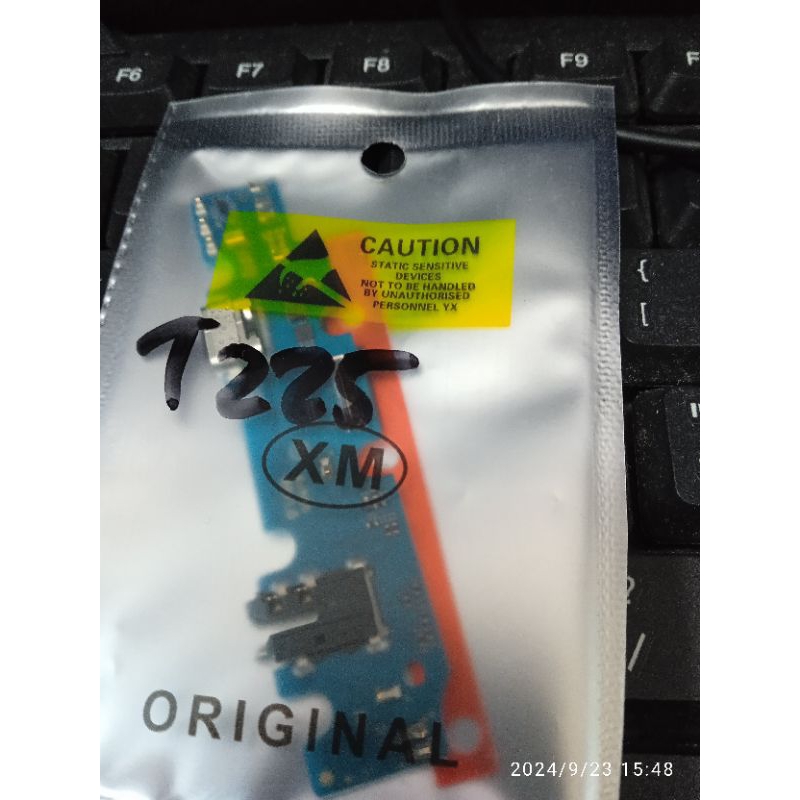 F6 F7 F8 F9 F
CAUTION
STATIC SENSITIVE
DEVICES
NOT TO BE HANDLED
BY UNAUTHORISED
PERSONNEL YX
{
[
T225
XM
?
/
ORIGINAL
2024/9/23 15:48